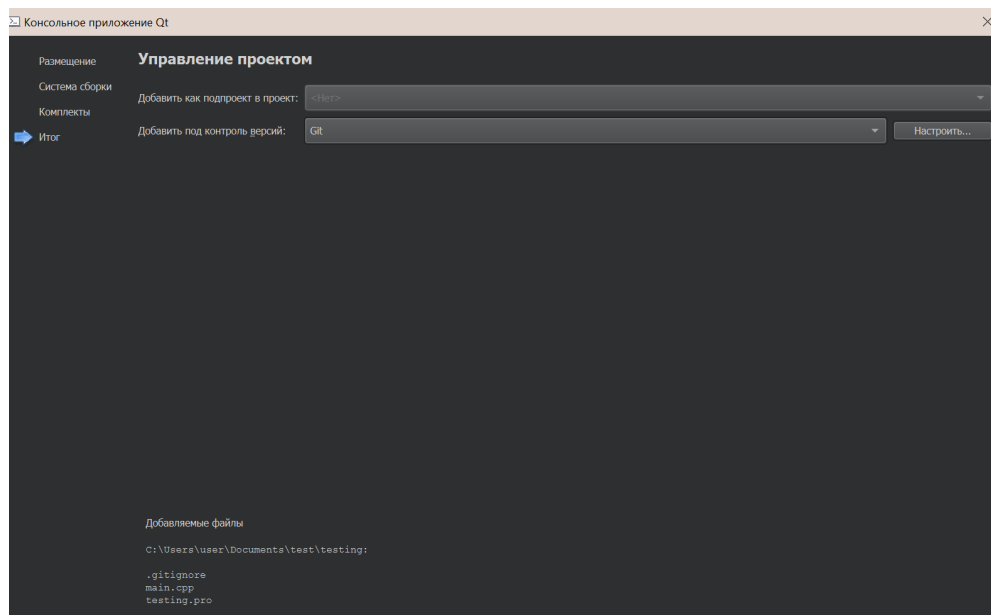 Консольное приложение Qt
Размещение
Система сборки
Комплекты
Итог
Управление проектом
Добавить как подпроект в проект: <Нет>
Добавить под контроль версий: Git Настроить...
Добавляемые файлы
C:\Users\user\Documents\test\testing:
.gitignore
main.cpp
testing.pro